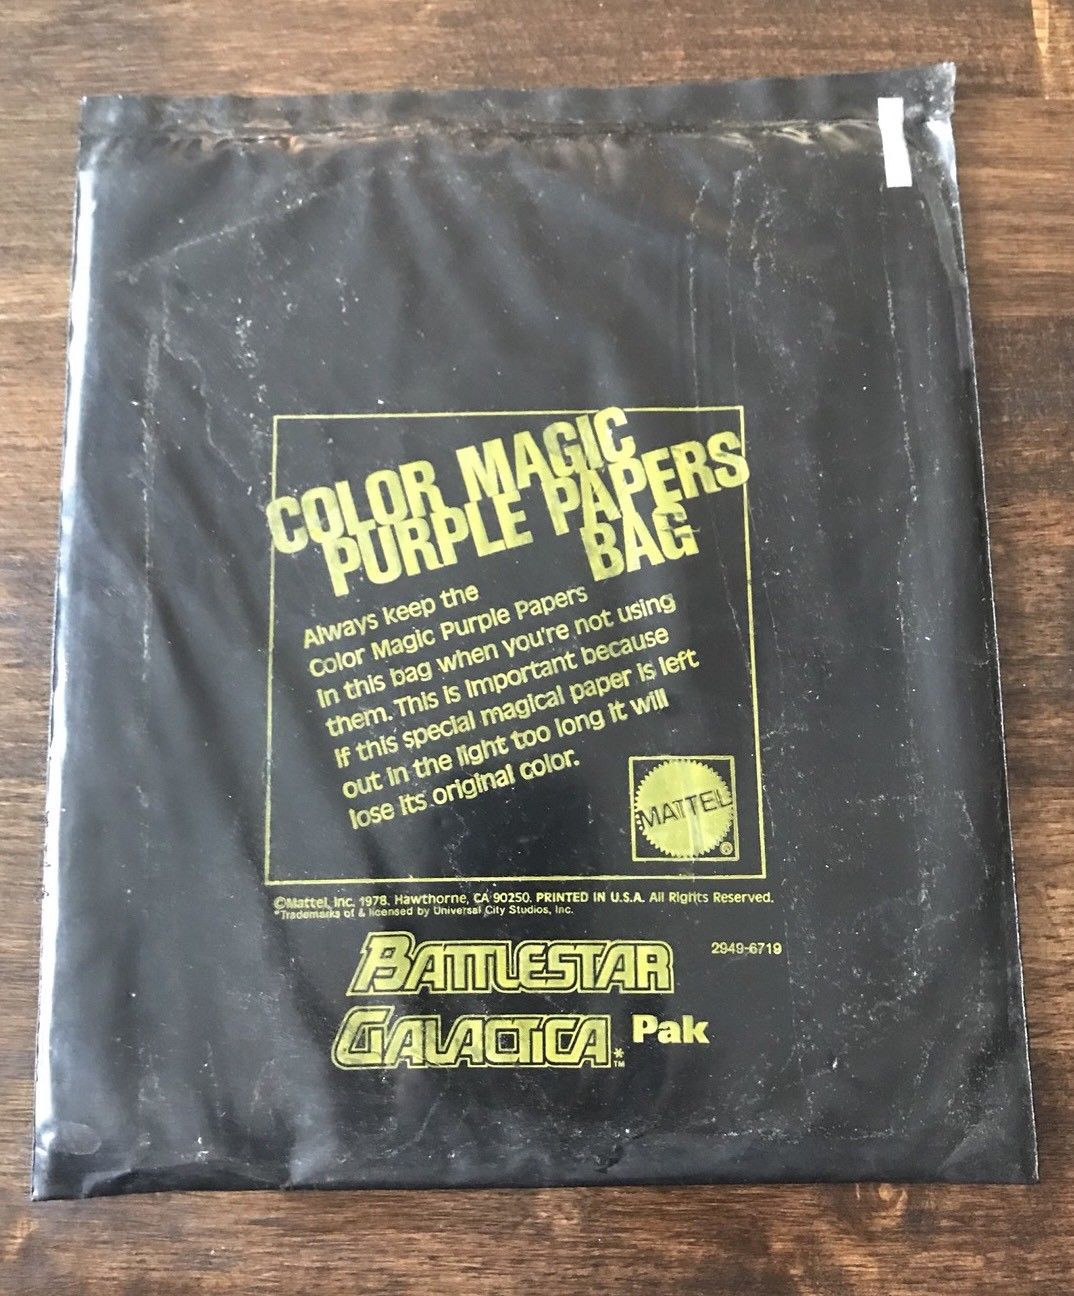 COLOR MAGIC
PURPLE PAPERS
BAG
Always keep the
Color Magic Purple Papers
in this bag when you're not using
them. This is important because
if this special magical paper is left
out in the light too long it will
lose its original color.
MATTEL
®
©Mattel, Inc. 1978. Hawthorne, CA 90250. PRINTED IN U.S.A. All Rights Reserved.
*Trademarks of & licensed by Universal City Studios, Inc.
BATTLESTAR 2949-6719
GALACTICA*™ Pak